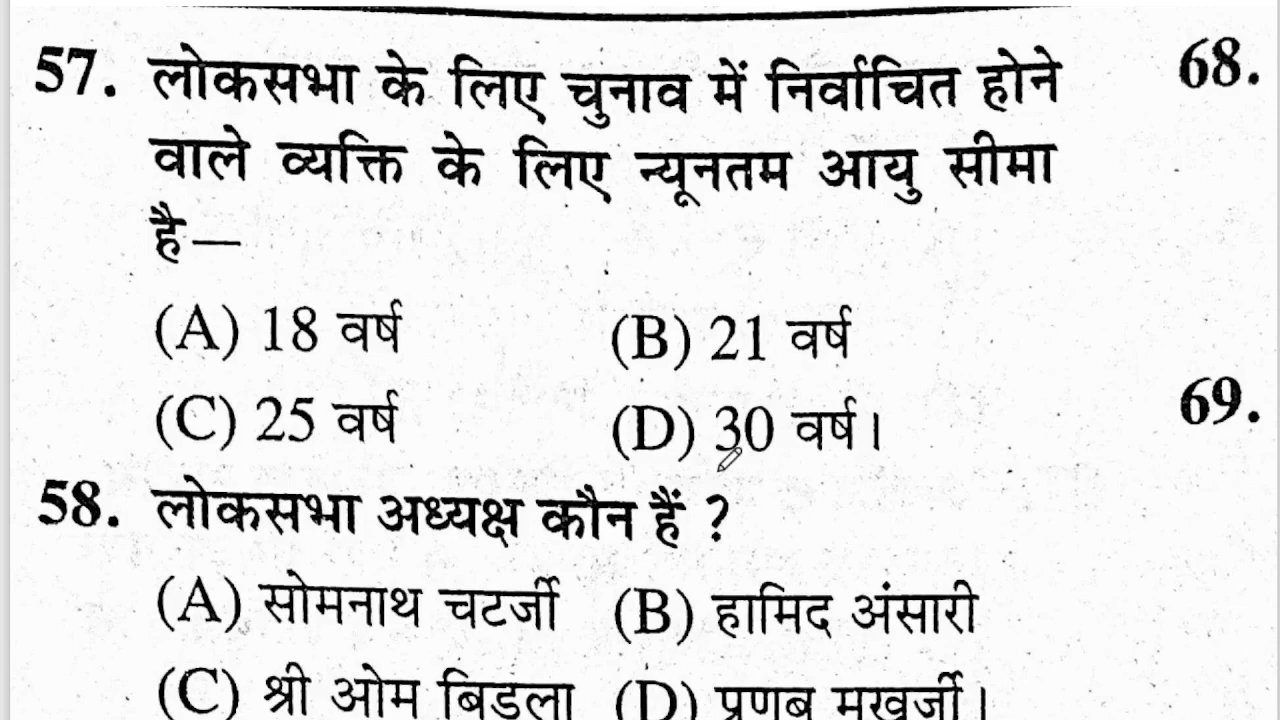 57. लोकसभा के लिए चुनाव में निर्वाचित होने
वाले व्यक्ति के लिए न्यूनतम आयु सीमा
है—
(A) 18 वर्ष (B) 21 वर्ष
(C) 25 वर्ष (D) 30 वर्ष।
58. लोकसभा अध्यक्ष कौन हैं ?
(A) सोमनाथ चटर्जी (B) हामिद अंसारी
(C) श्री ओम बिडला (D) प्रणब मुखर्जी।
68.
69.